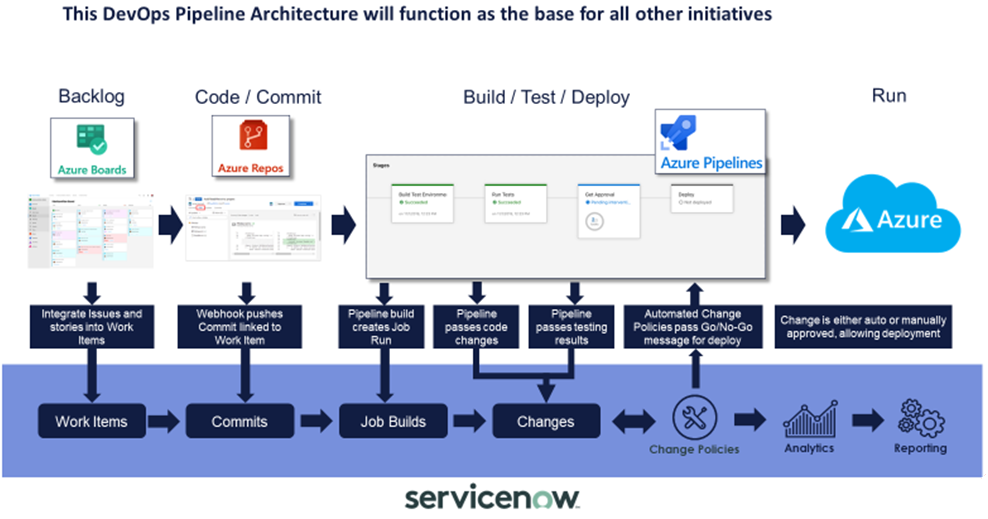 This DevOps Pipeline Architecture will function as the base for all other initiatives
Backlog
Code / Commit
Build / Test / Deploy
Run
Azure Boards
Azure Repos
Azure Pipelines
Stages
Build Test Environme
Succeeded
Run Tests
Succeeded
Get Approval
Pending interventi...
Deploy
Not deployed
Azure
Integrate Issues and
stories into Work
Items
Webhook pushes
Commit linked to
Work Item
Pipeline build
creates Job
Run
Pipeline
passes code
changes
Pipeline
passes testing
results
Automated Change
Policies pass Go/No-Go
message for deploy
Change is either auto or manually
approved, allowing deployment
Work Items
Commits
Job Builds
Changes
Change Policies
Analytics
Reporting
servicenow